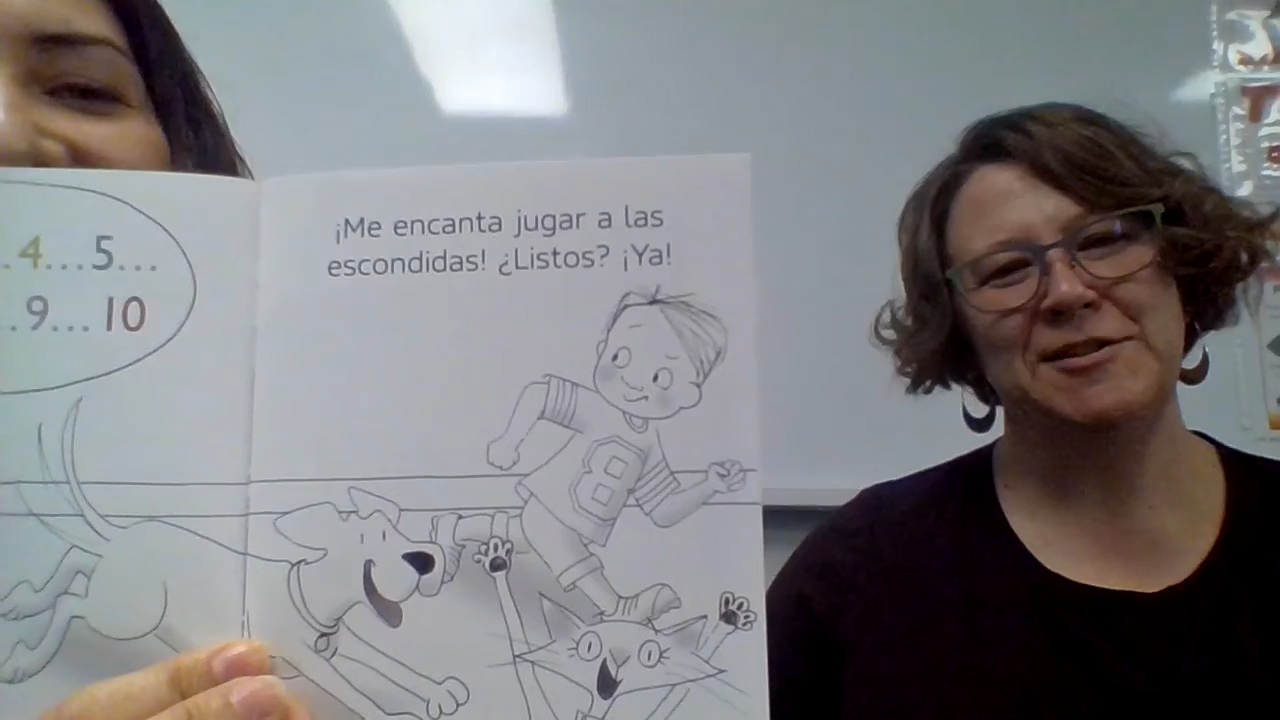 .4...5...
..9...10
¡Me encanta jugar a las
escondidas! ¿Listos? ¡Ya!
8